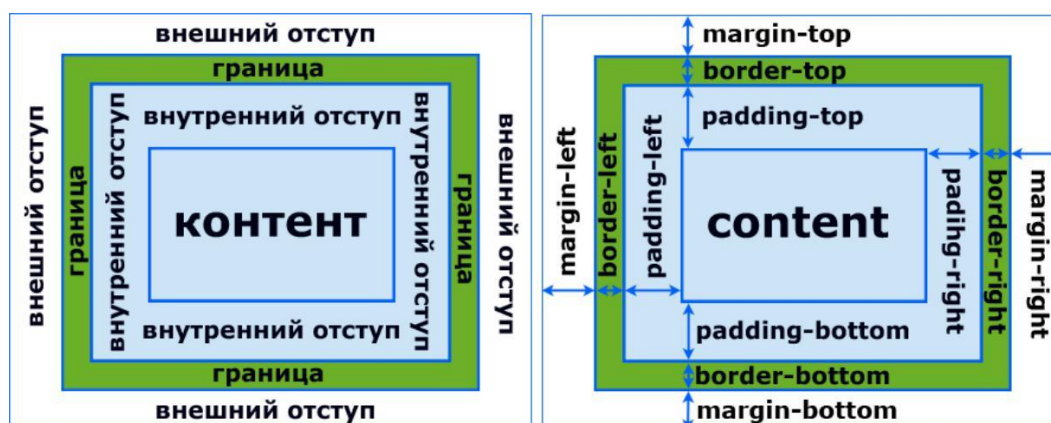 внешний отступ
граница
внутренний отступ
внешний отступ
граница
внутренний отступ
контент
внутренний отступ
граница
внешний отступ
внутренний отступ
граница
внешний отступ
margin-top
border-top
padding-top
margin-left
border-left
padding-left
content
padihg-right
border-right
margin-right
padding-bottom
border-bottom
margin-bottom